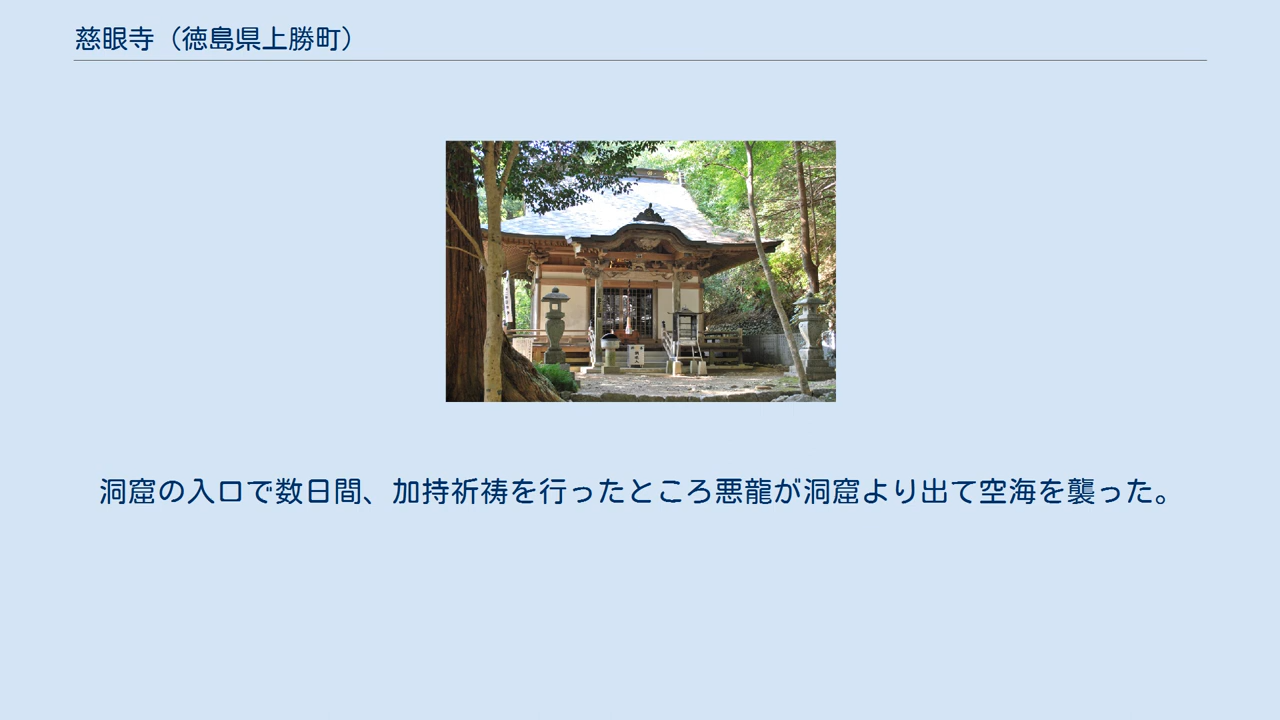 慈眼寺（徳島県上勝町）
洞窟の入口で数日間、加持祈祷を行ったところ悪龍が洞窟より出て空海を襲った。